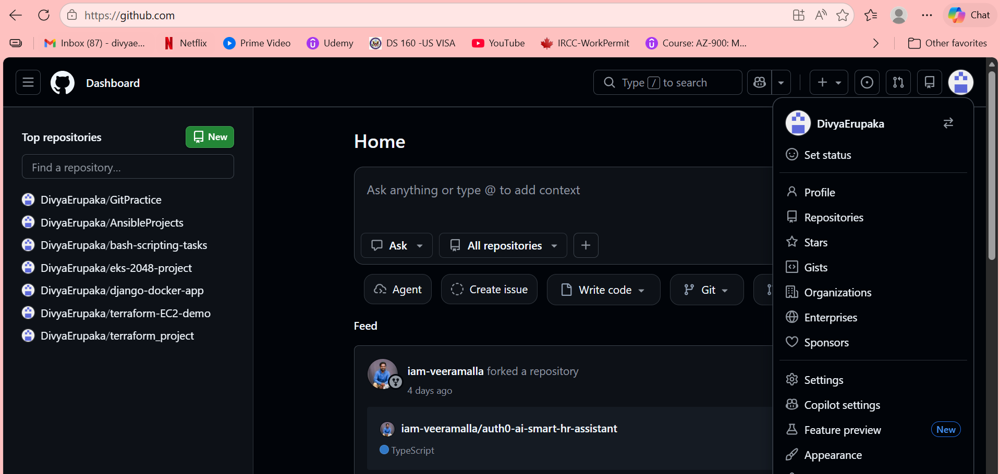 https://github.com
Chat
Inbox (87) - divyae...
Netflix
Prime Video
Udemy
DS 160 -US VISA
YouTube
IRCC-WorkPermit
Course: AZ-900: M...
Other favorites
Dashboard
Type / to search
Top repositories
New
Find a repository...
DivyaErupaka/GitPractice
DivyaErupaka/AnsibleProjects
DivyaErupaka/bash-scripting-tasks
DivyaErupaka/eks-2048-project
DivyaErupaka/django-docker-app
DivyaErupaka/terraform-EC2-demo
DivyaErupaka/terraform_project
Home
Ask anything or type @ to add context
Ask
All repositories
Agent
Create issue
Write code
Git
Feed
iam-veeramalla forked a repository
4 days ago
iam-veeramalla/auth0-ai-smart-hr-assistant
TypeScript
DivyaErupaka
Set status
Profile
Repositories
Stars
Gists
Organizations
Enterprises
Sponsors
Settings
Copilot settings
Feature preview
New
Appearance